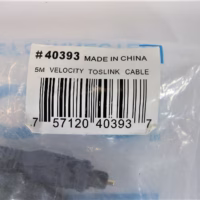 #40393 MADE IN CHINA
5M VELOCITY TOSLINK CABLE
7 57120 40393 7